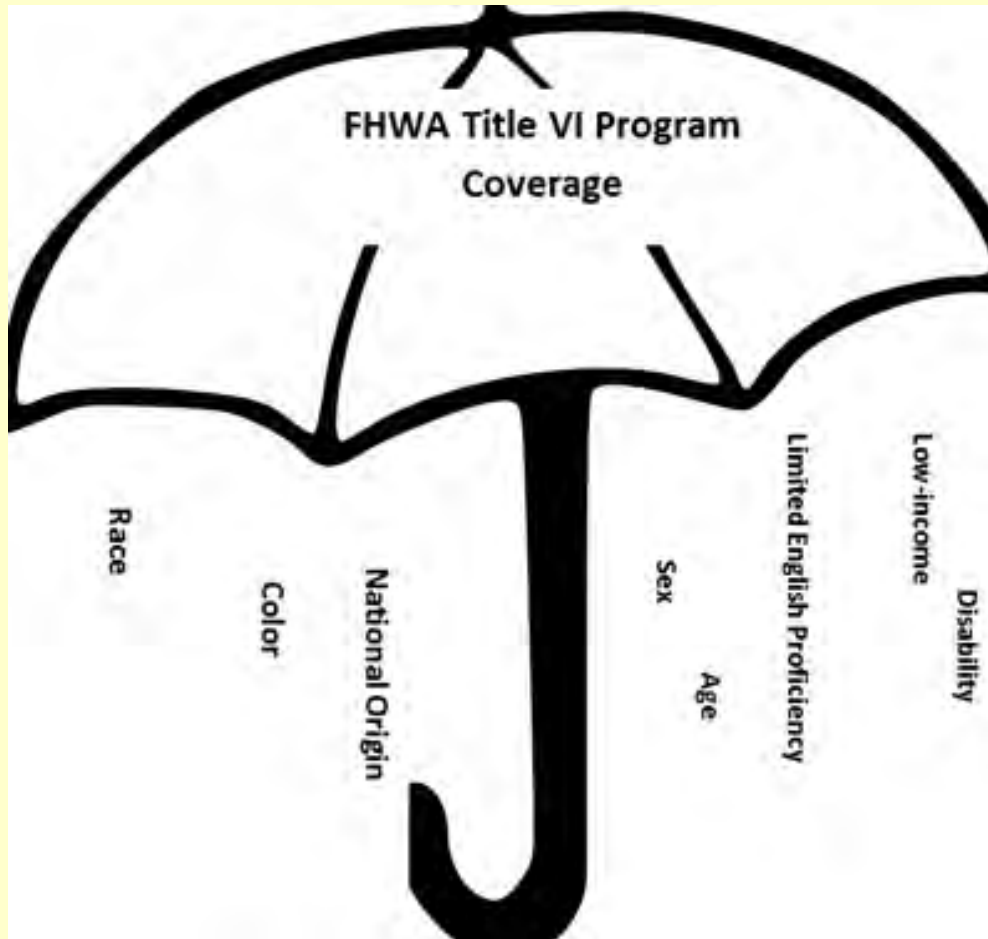 FHWA Title VI Program
Coverage
Race
Color
National Origin
Sex
Age
Limited English Proficiency
Low-income
Disability